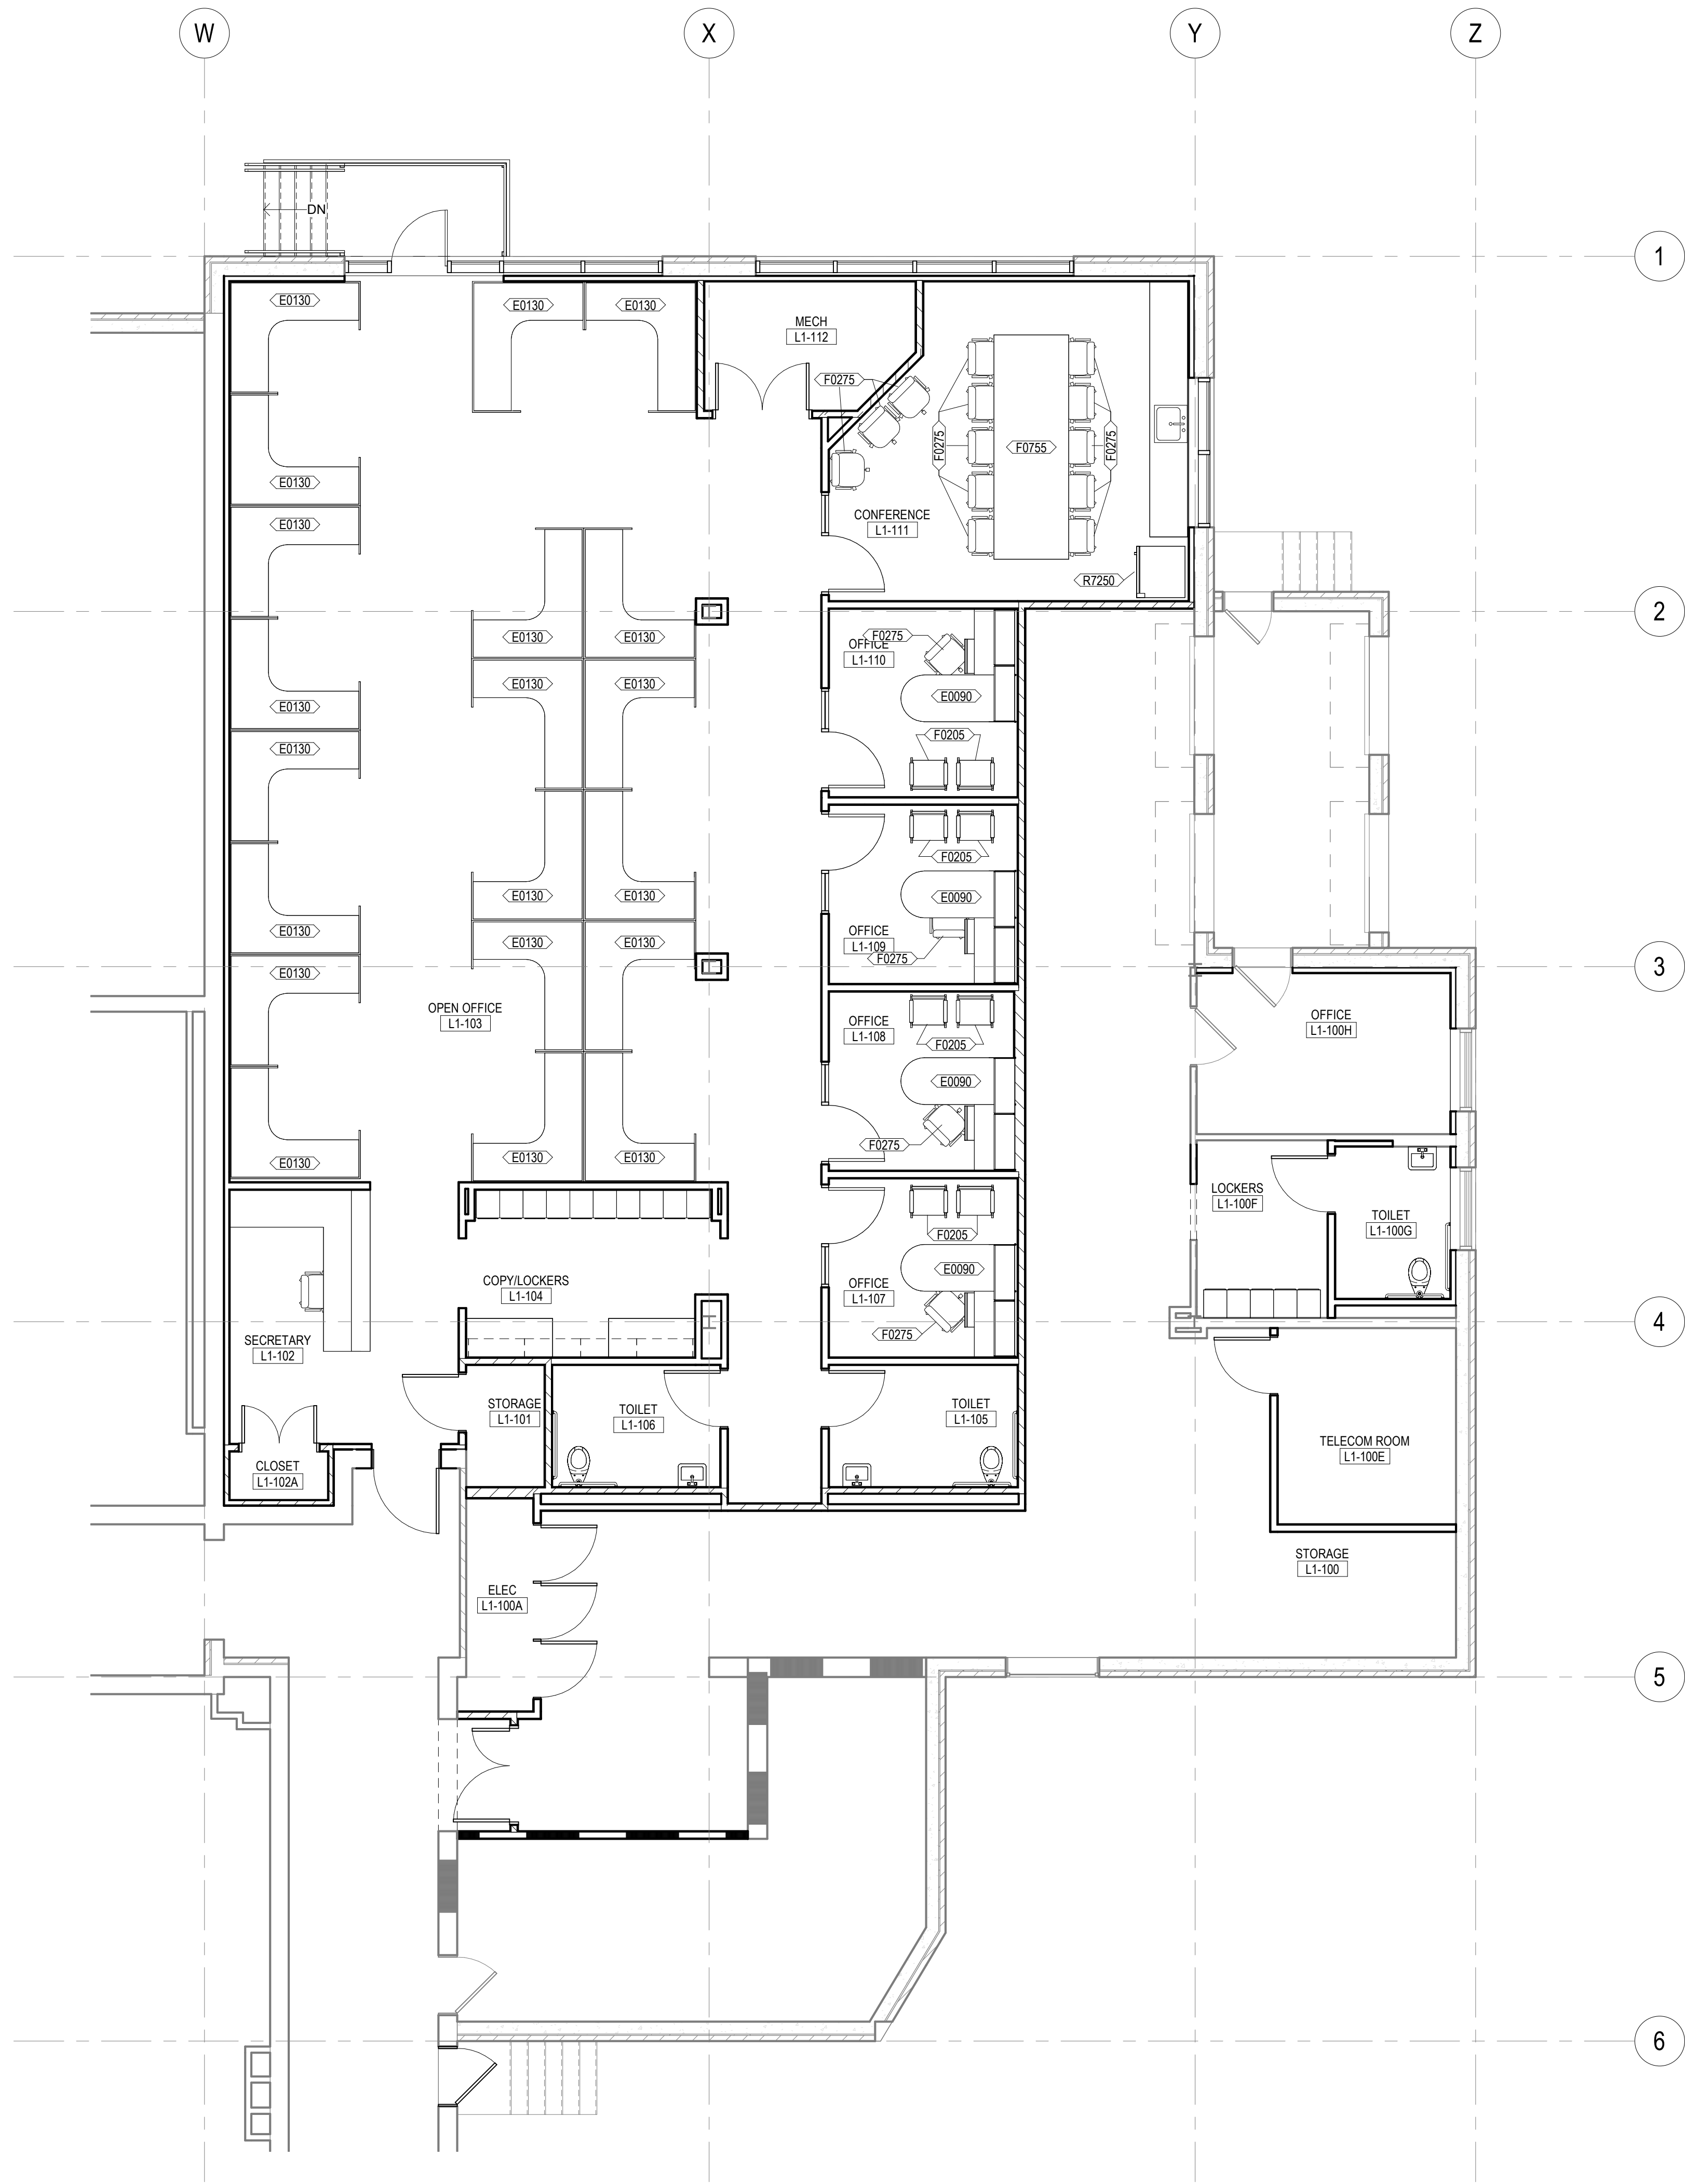 W
X
Y
Z
DN
1
E0130
E0130
E0130
MECH
L1-112
F0275
F0275
F0755
F0275
E0130
CONFERENCE
L1-111
E0130
R7250
2
E0130
E0130
F0275
OFFICE
L1-110
E0130
E0130
E0090
E0130
F0205
E0130
F0205
E0130
E0130
E0090
E0130
OFFICE
L1-109
F0275
E0130
E0130
3
E0130
OPEN OFFICE
L1-103
OFFICE
L1-108
F0205
OFFICE
L1-100H
E0090
F0275
E0130
E0130
E0130
LOCKERS
L1-100F
TOILET
L1-100G
F0205
E0090
COPY/LOCKERS
L1-104
OFFICE
L1-107
F0275
4
SECRETARY
L1-102
STORAGE
L1-101
TOILET
L1-106
TOILET
L1-105
TELECOM ROOM
L1-100E
CLOSET
L1-102A
STORAGE
L1-100
ELEC
L1-100A
5
6